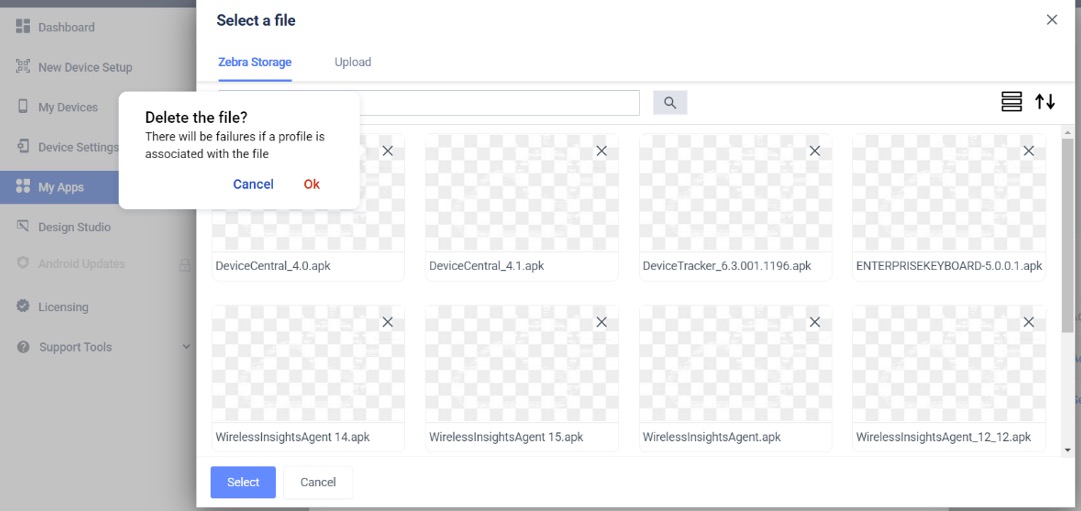 Dashboard
New Device Setup
My Devices
Device Settings
My Apps
Design Studio
Android Updates
Licensing
Support Tools
Select a file
Zebra Storage
Upload
Delete the file?
There will be failures if a profile is
associated with the file
Cancel
Ok
DeviceCentral_4.0.apk
DeviceCentral_4.1.apk
DeviceTracker_6.3.001.1196.apk
ENTERPRISEKEYBOARD-5.0.0.1.apk
WirelessInsightsAgent 14.apk
WirelessInsightsAgent 15.apk
WirelessInsightsAgent.apk
WirelessInsightsAgent_12_12.apk
Select
Cancel